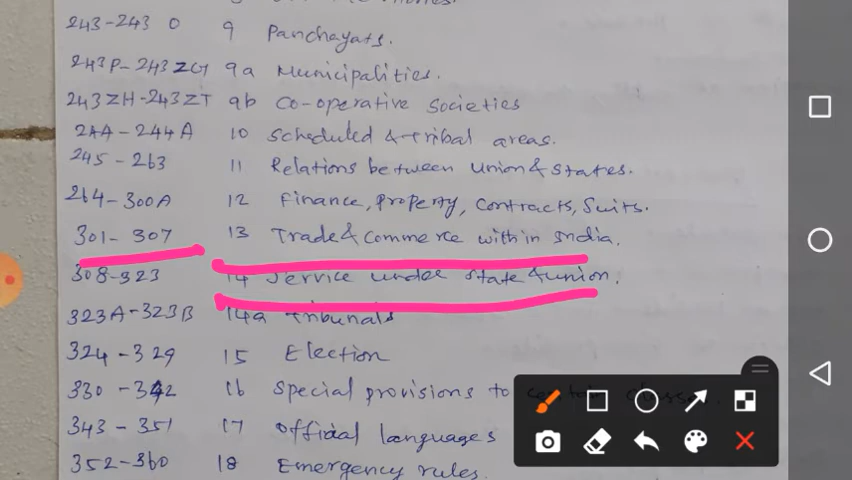 243-243 O 9 Panchayats.
243P-243ZG 9a Municipalities.
243ZH-243ZT 9b Co-operative Societies
244-244A 10 Scheduled & Tribal areas.
245-263 11 Relations between Union & States.
264-300A 12 Finance, Property, Contracts, Suits.
301-307 13 Trade & Commerce within India.
308-323 14 Service under State & union.
323A-323B 14a Tribunals
324-329 15 Election
330-342 16 Special provisions to
343-351 17 Official languages
352-360 18 Emergency rules.